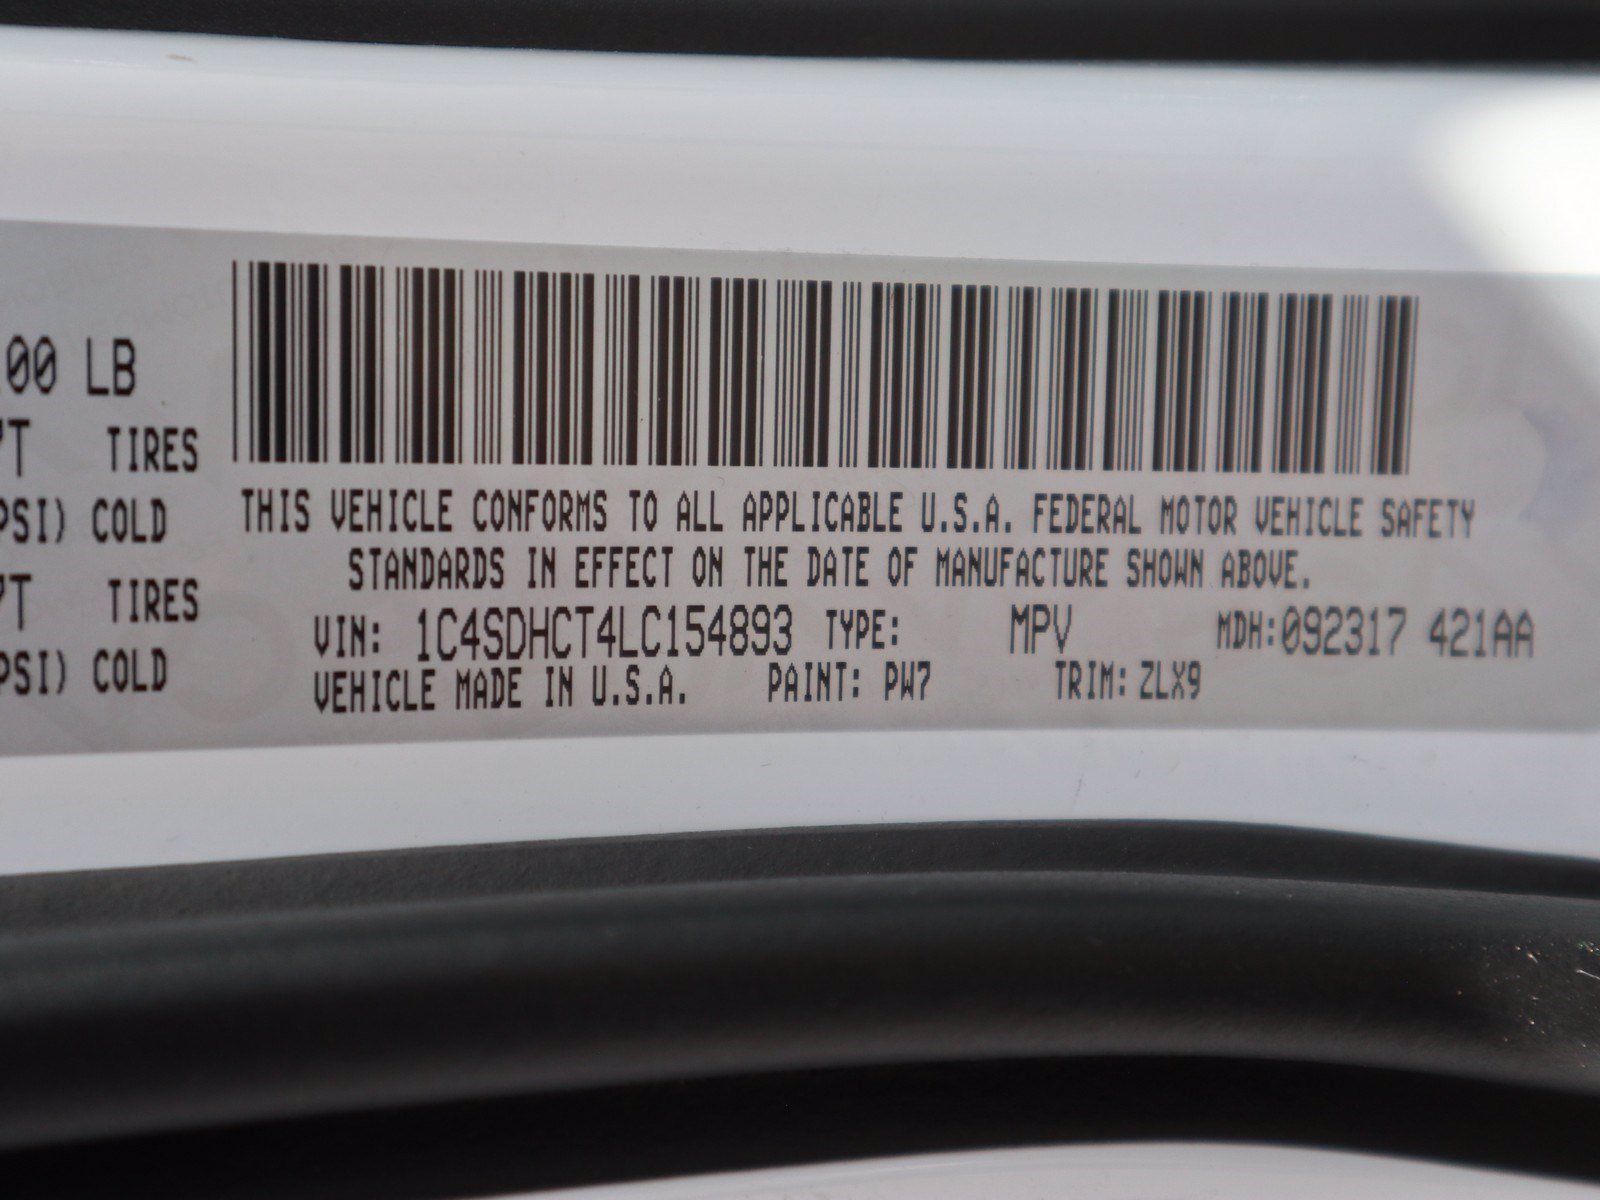 00 LB
TIRES
PSI) COLD
TIRES
PSI) COLD
THIS VEHICLE CONFORMS TO ALL APPLICABLE U.S.A. FEDERAL MOTOR VEHICLE SAFETY
STANDARDS IN EFFECT ON THE DATE OF MANUFACTURE SHOWN ABOVE.
VIN: 1C4SDHCT4LC154893 TYPE: MPV MDH:092317 421AA
VEHICLE MADE IN U.S.A. PAINT: PW7 TRIM: ZLX9